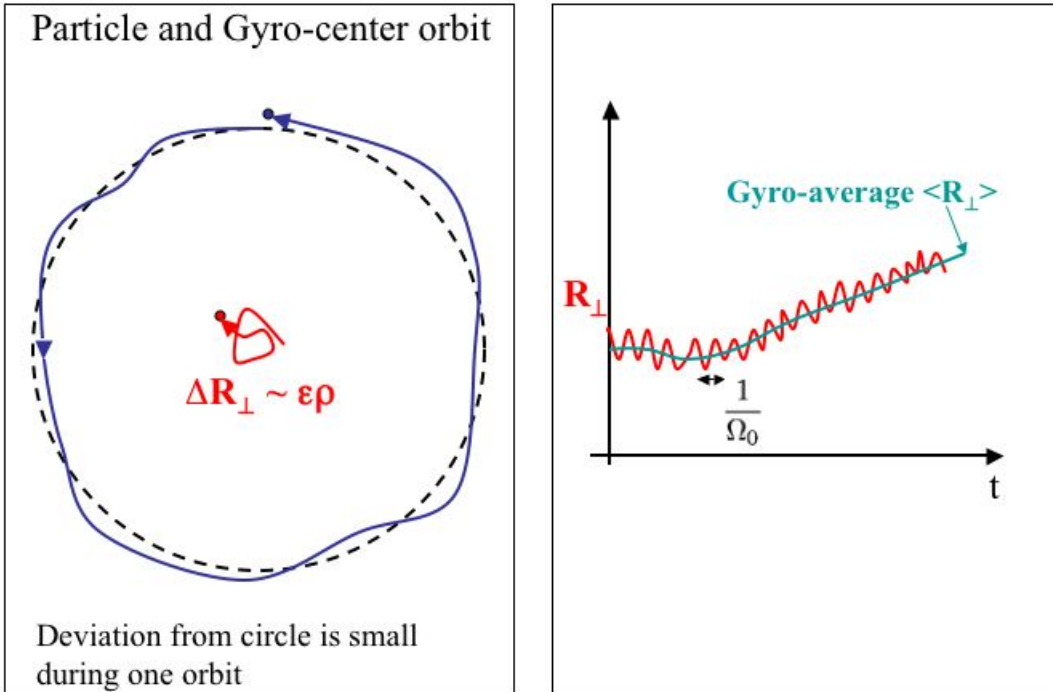 Particle and Gyro-center orbit
ΔR⊥ ~ ερ
Deviation from circle is small
during one orbit
Gyro-average <R⊥>
R⊥
1
Ω₀
t